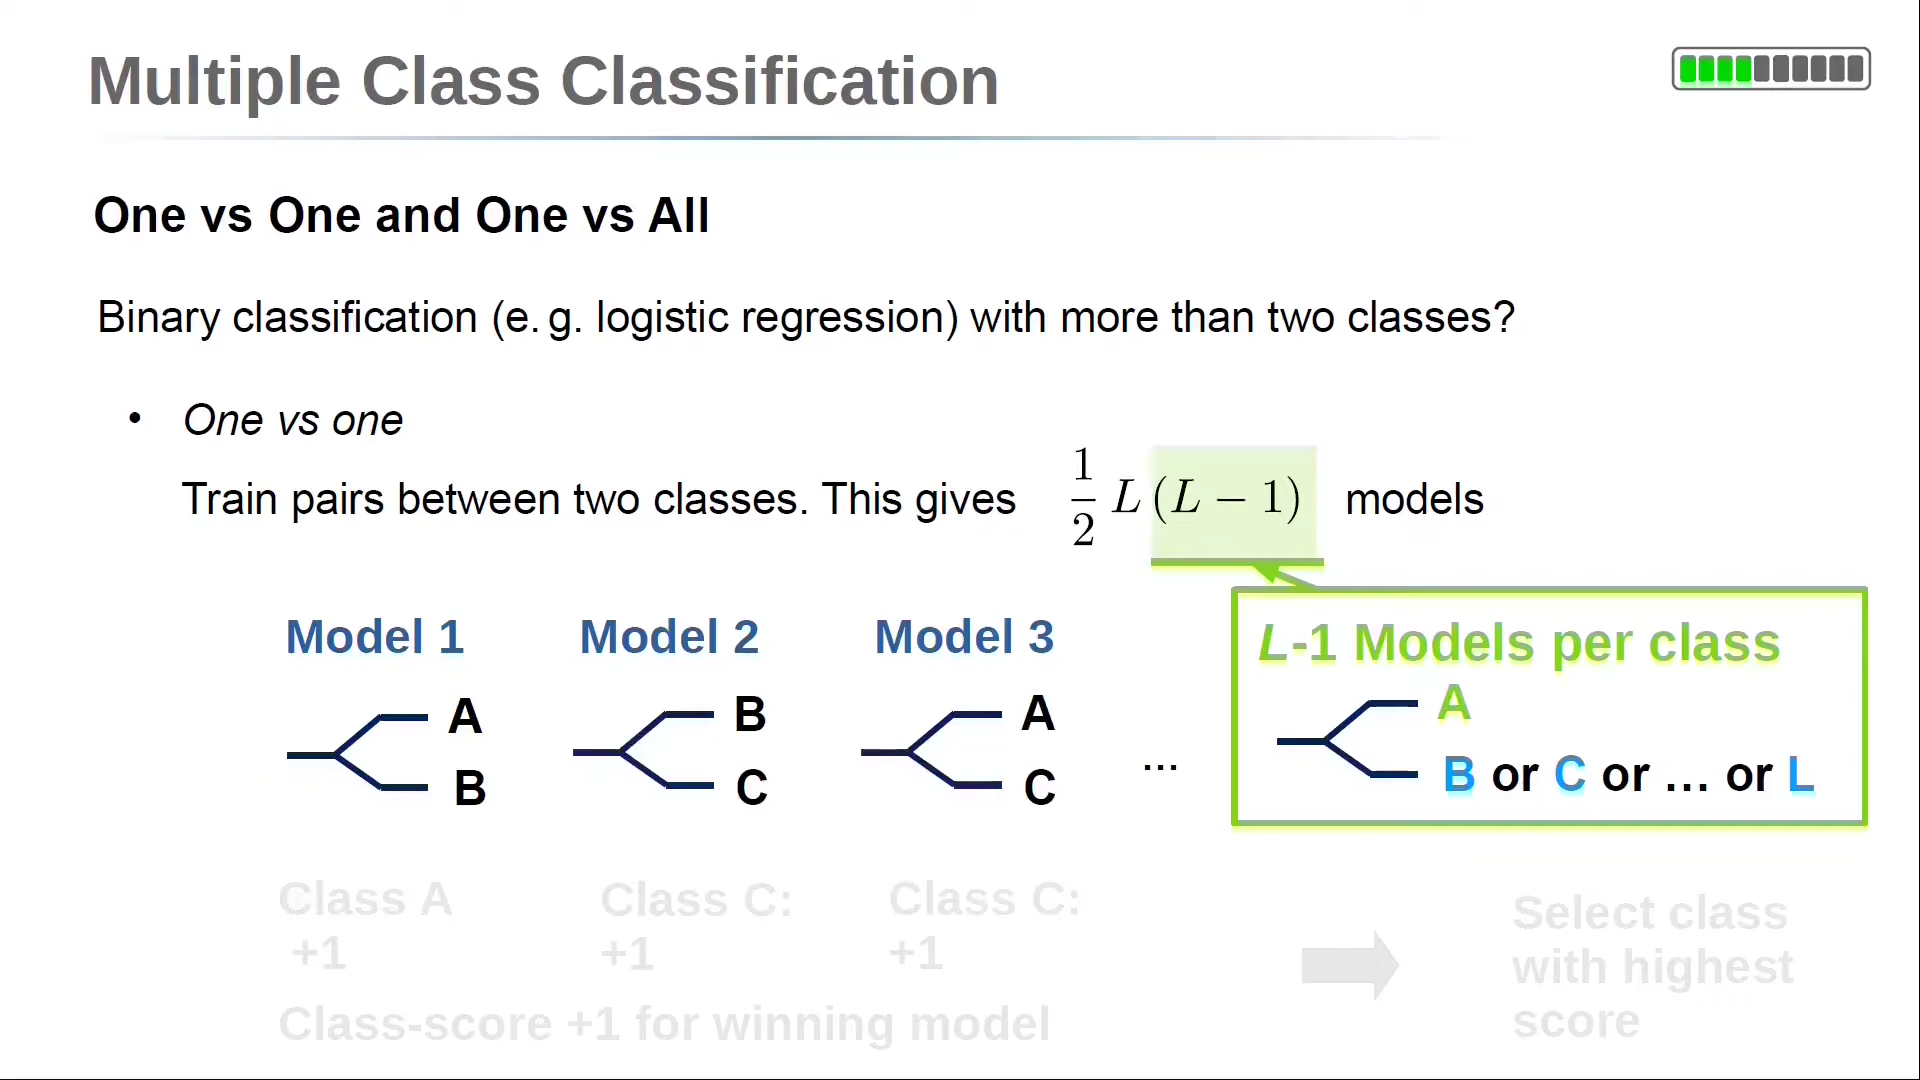 Multiple Class Classification
One vs One and One vs All
Binary classification (e. g. logistic regression) with more than two classes?
• One vs one
Train pairs between two classes. This gives 1/2 L (L − 1) models
Model 1 Model 2 Model 3
A B C
B C A
...
L-1 Models per class
A
B or C or … or L
Class A +1
Class C: +1
Class C: +1
Class-score +1 for winning model
Select class
with highest
score